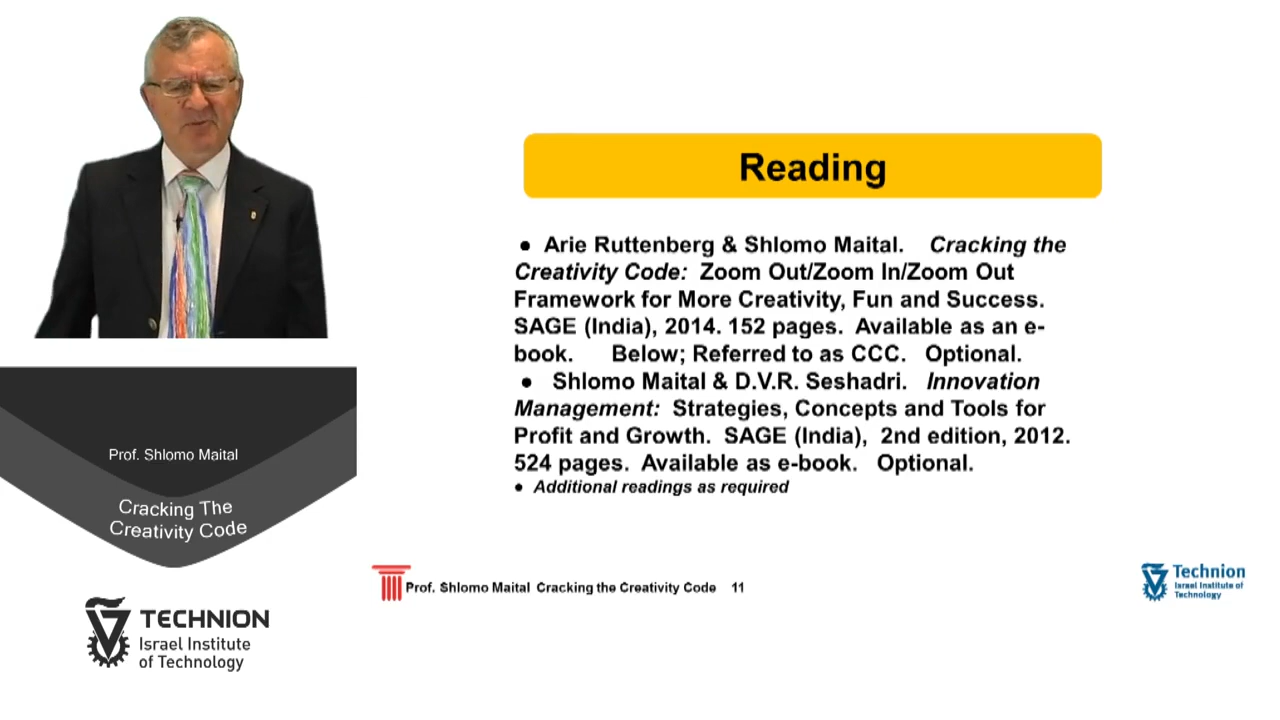 Reading
● Arie Ruttenberg & Shlomo Maital. Cracking the
Creativity Code: Zoom Out/Zoom In/Zoom Out
Framework for More Creativity, Fun and Success.
SAGE (India), 2014. 152 pages. Available as an e-
book. Below; Referred to as CCC. Optional.
● Shlomo Maital & D.V.R. Seshadri. Innovation
Management: Strategies, Concepts and Tools for
Profit and Growth. SAGE (India), 2nd edition, 2012.
524 pages. Available as e-book. Optional.
● Additional readings as required
Prof. Shlomo Maital
Cracking The
Creativity Code
TECHNION
Israel Institute
of Technology
Prof. Shlomo Maital Cracking the Creativity Code 11
Technion
Israel Institute of
Technology